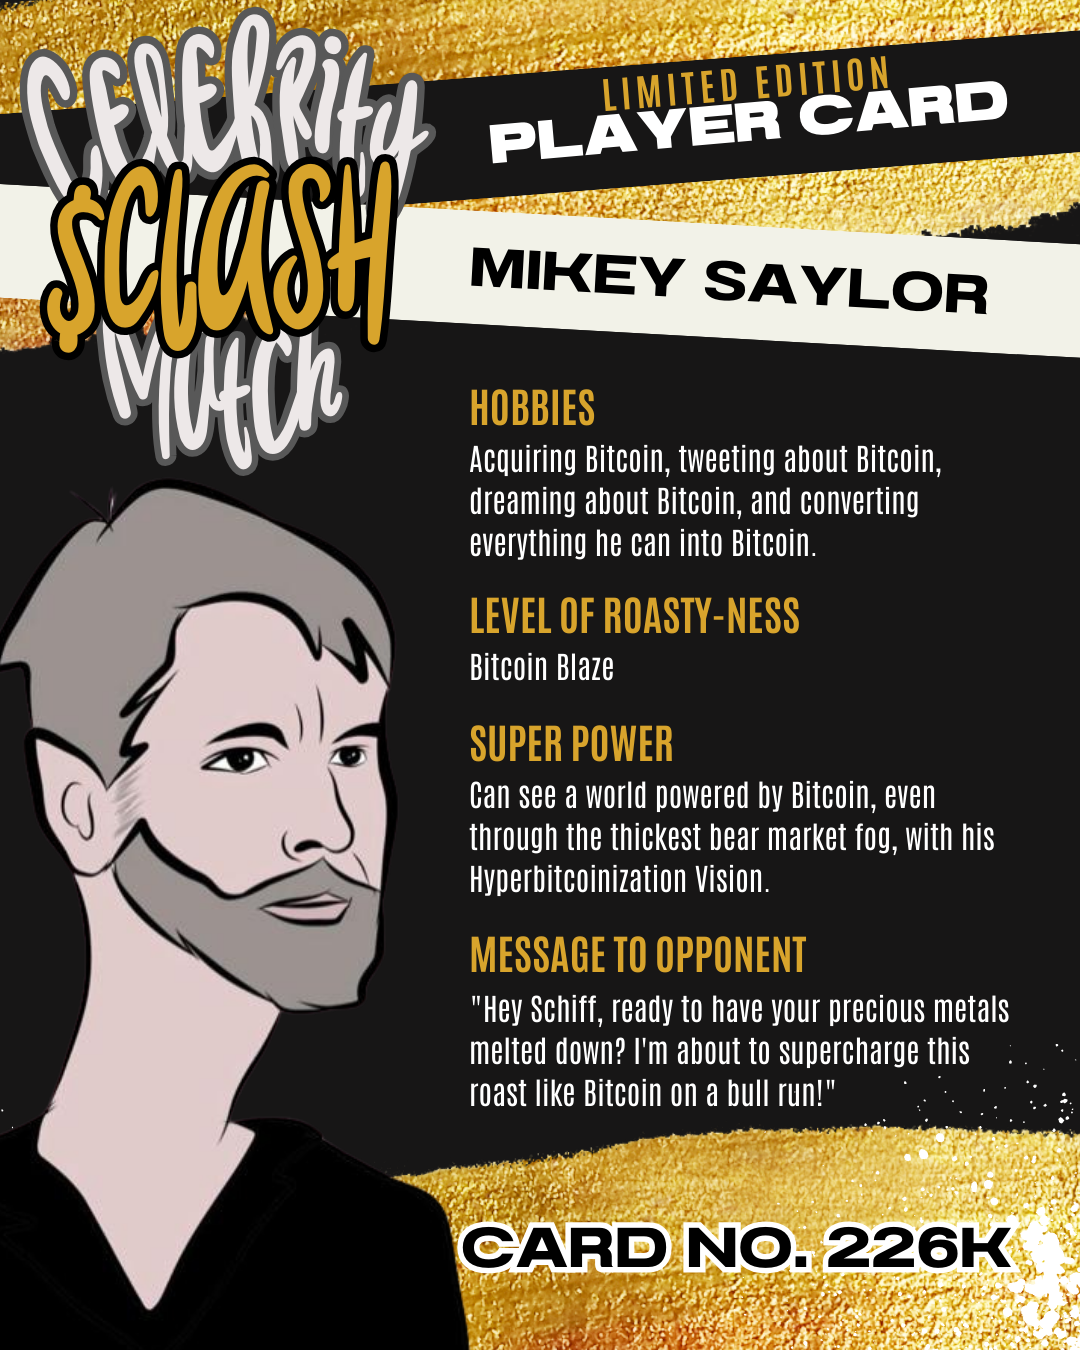 Celebrity
$CLASH
Match
LIMITED EDITION
PLAYER CARD
MIKEY SAYLOR
HOBBIES
Acquiring Bitcoin, tweeting about Bitcoin,
dreaming about Bitcoin, and converting
everything he can into Bitcoin.
LEVEL OF ROASTY-NESS
Bitcoin Blaze
SUPER POWER
Can see a world powered by Bitcoin, even
through the thickest bear market fog, with his
Hyperbitcoinization Vision.
MESSAGE TO OPPONENT
"Hey Schiff, ready to have your precious metals
melted down? I'm about to supercharge this
roast like Bitcoin on a bull run!"
CARD NO. 226K